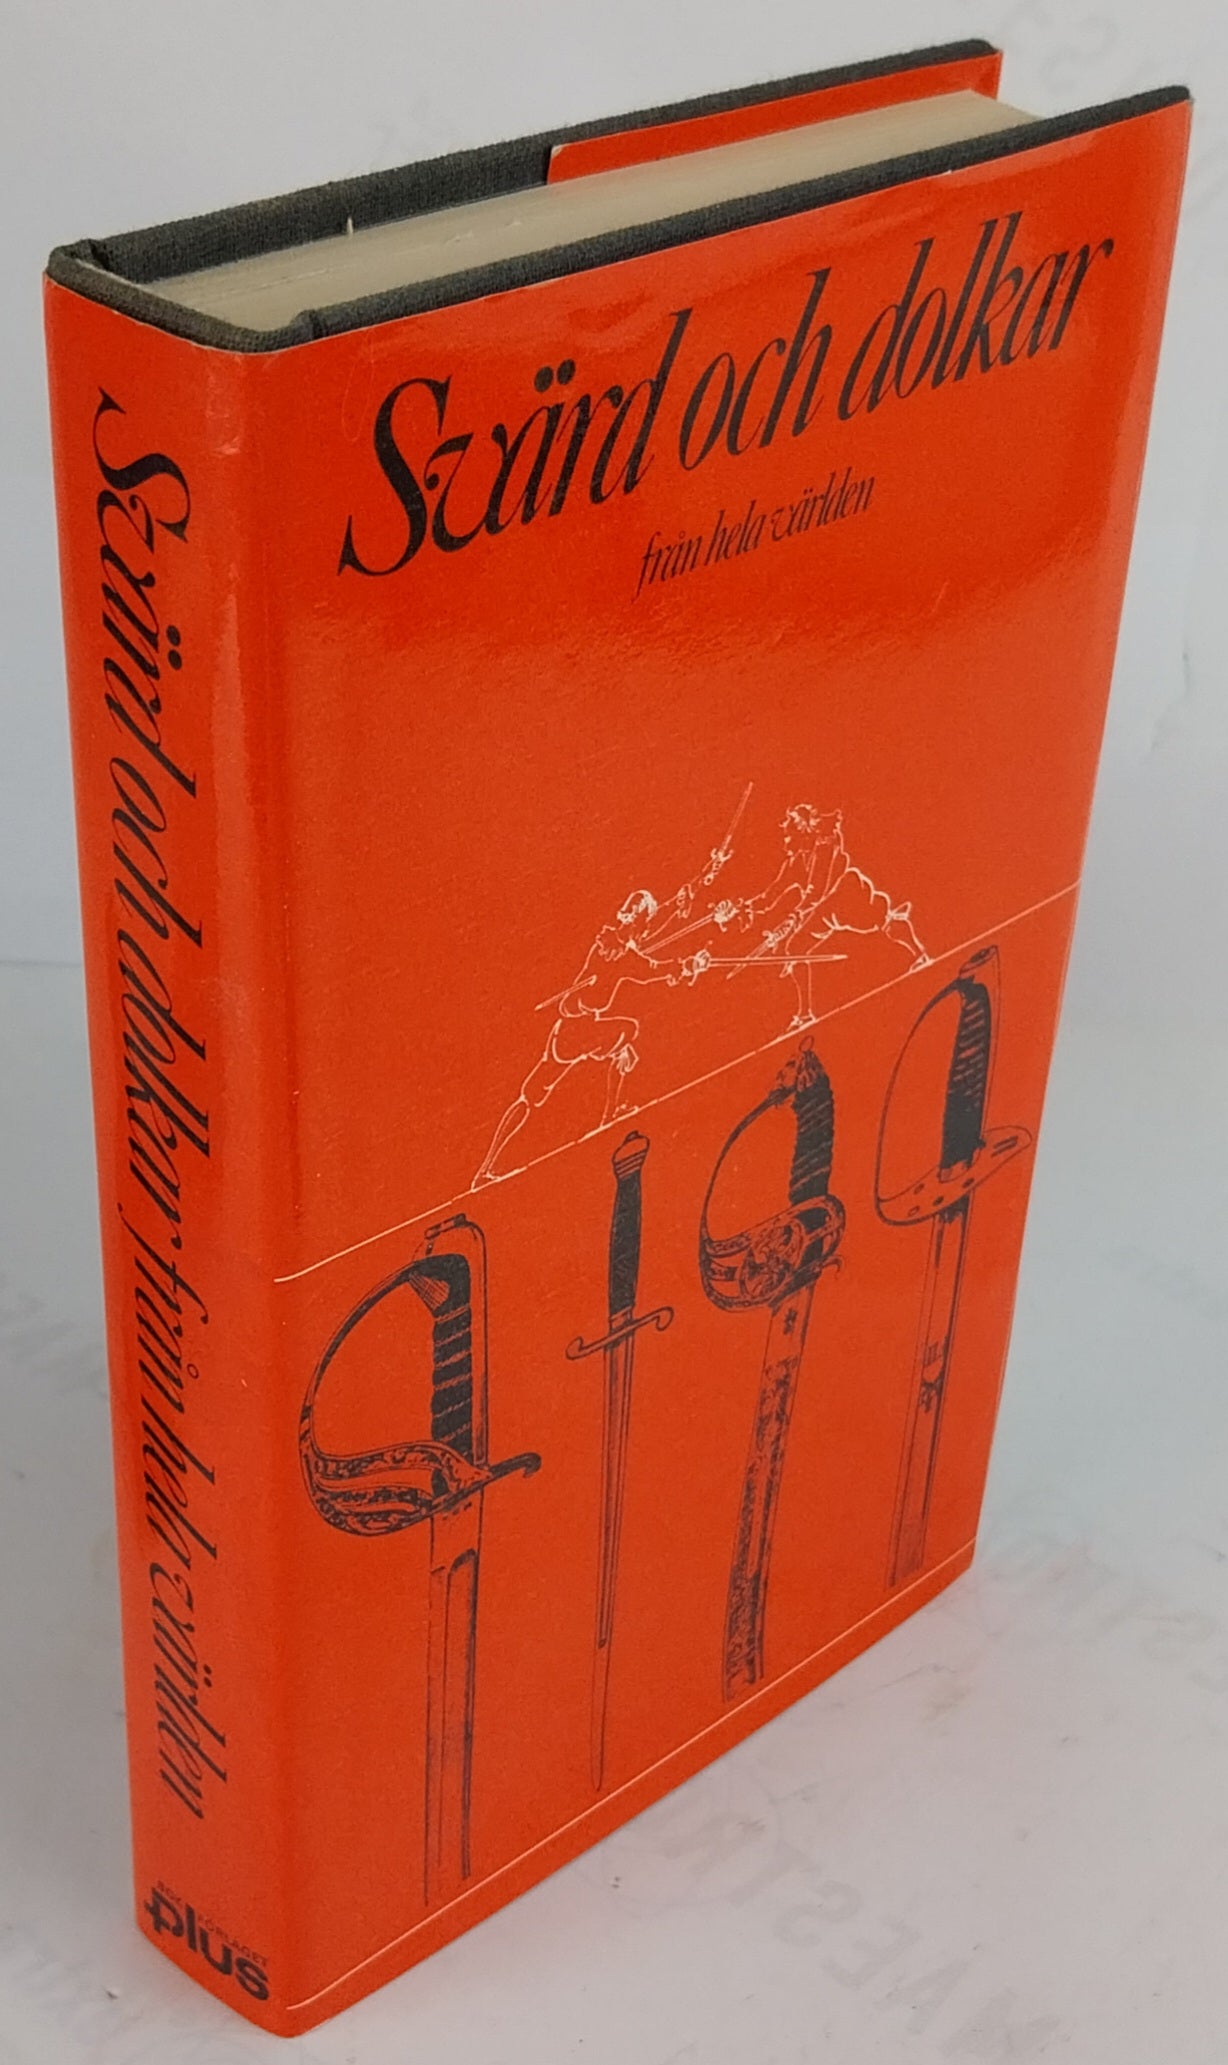 Svärd och dolkar
från hela världen
Svärd och dolkar från hela världen
BOKFÖRLAGET
plus